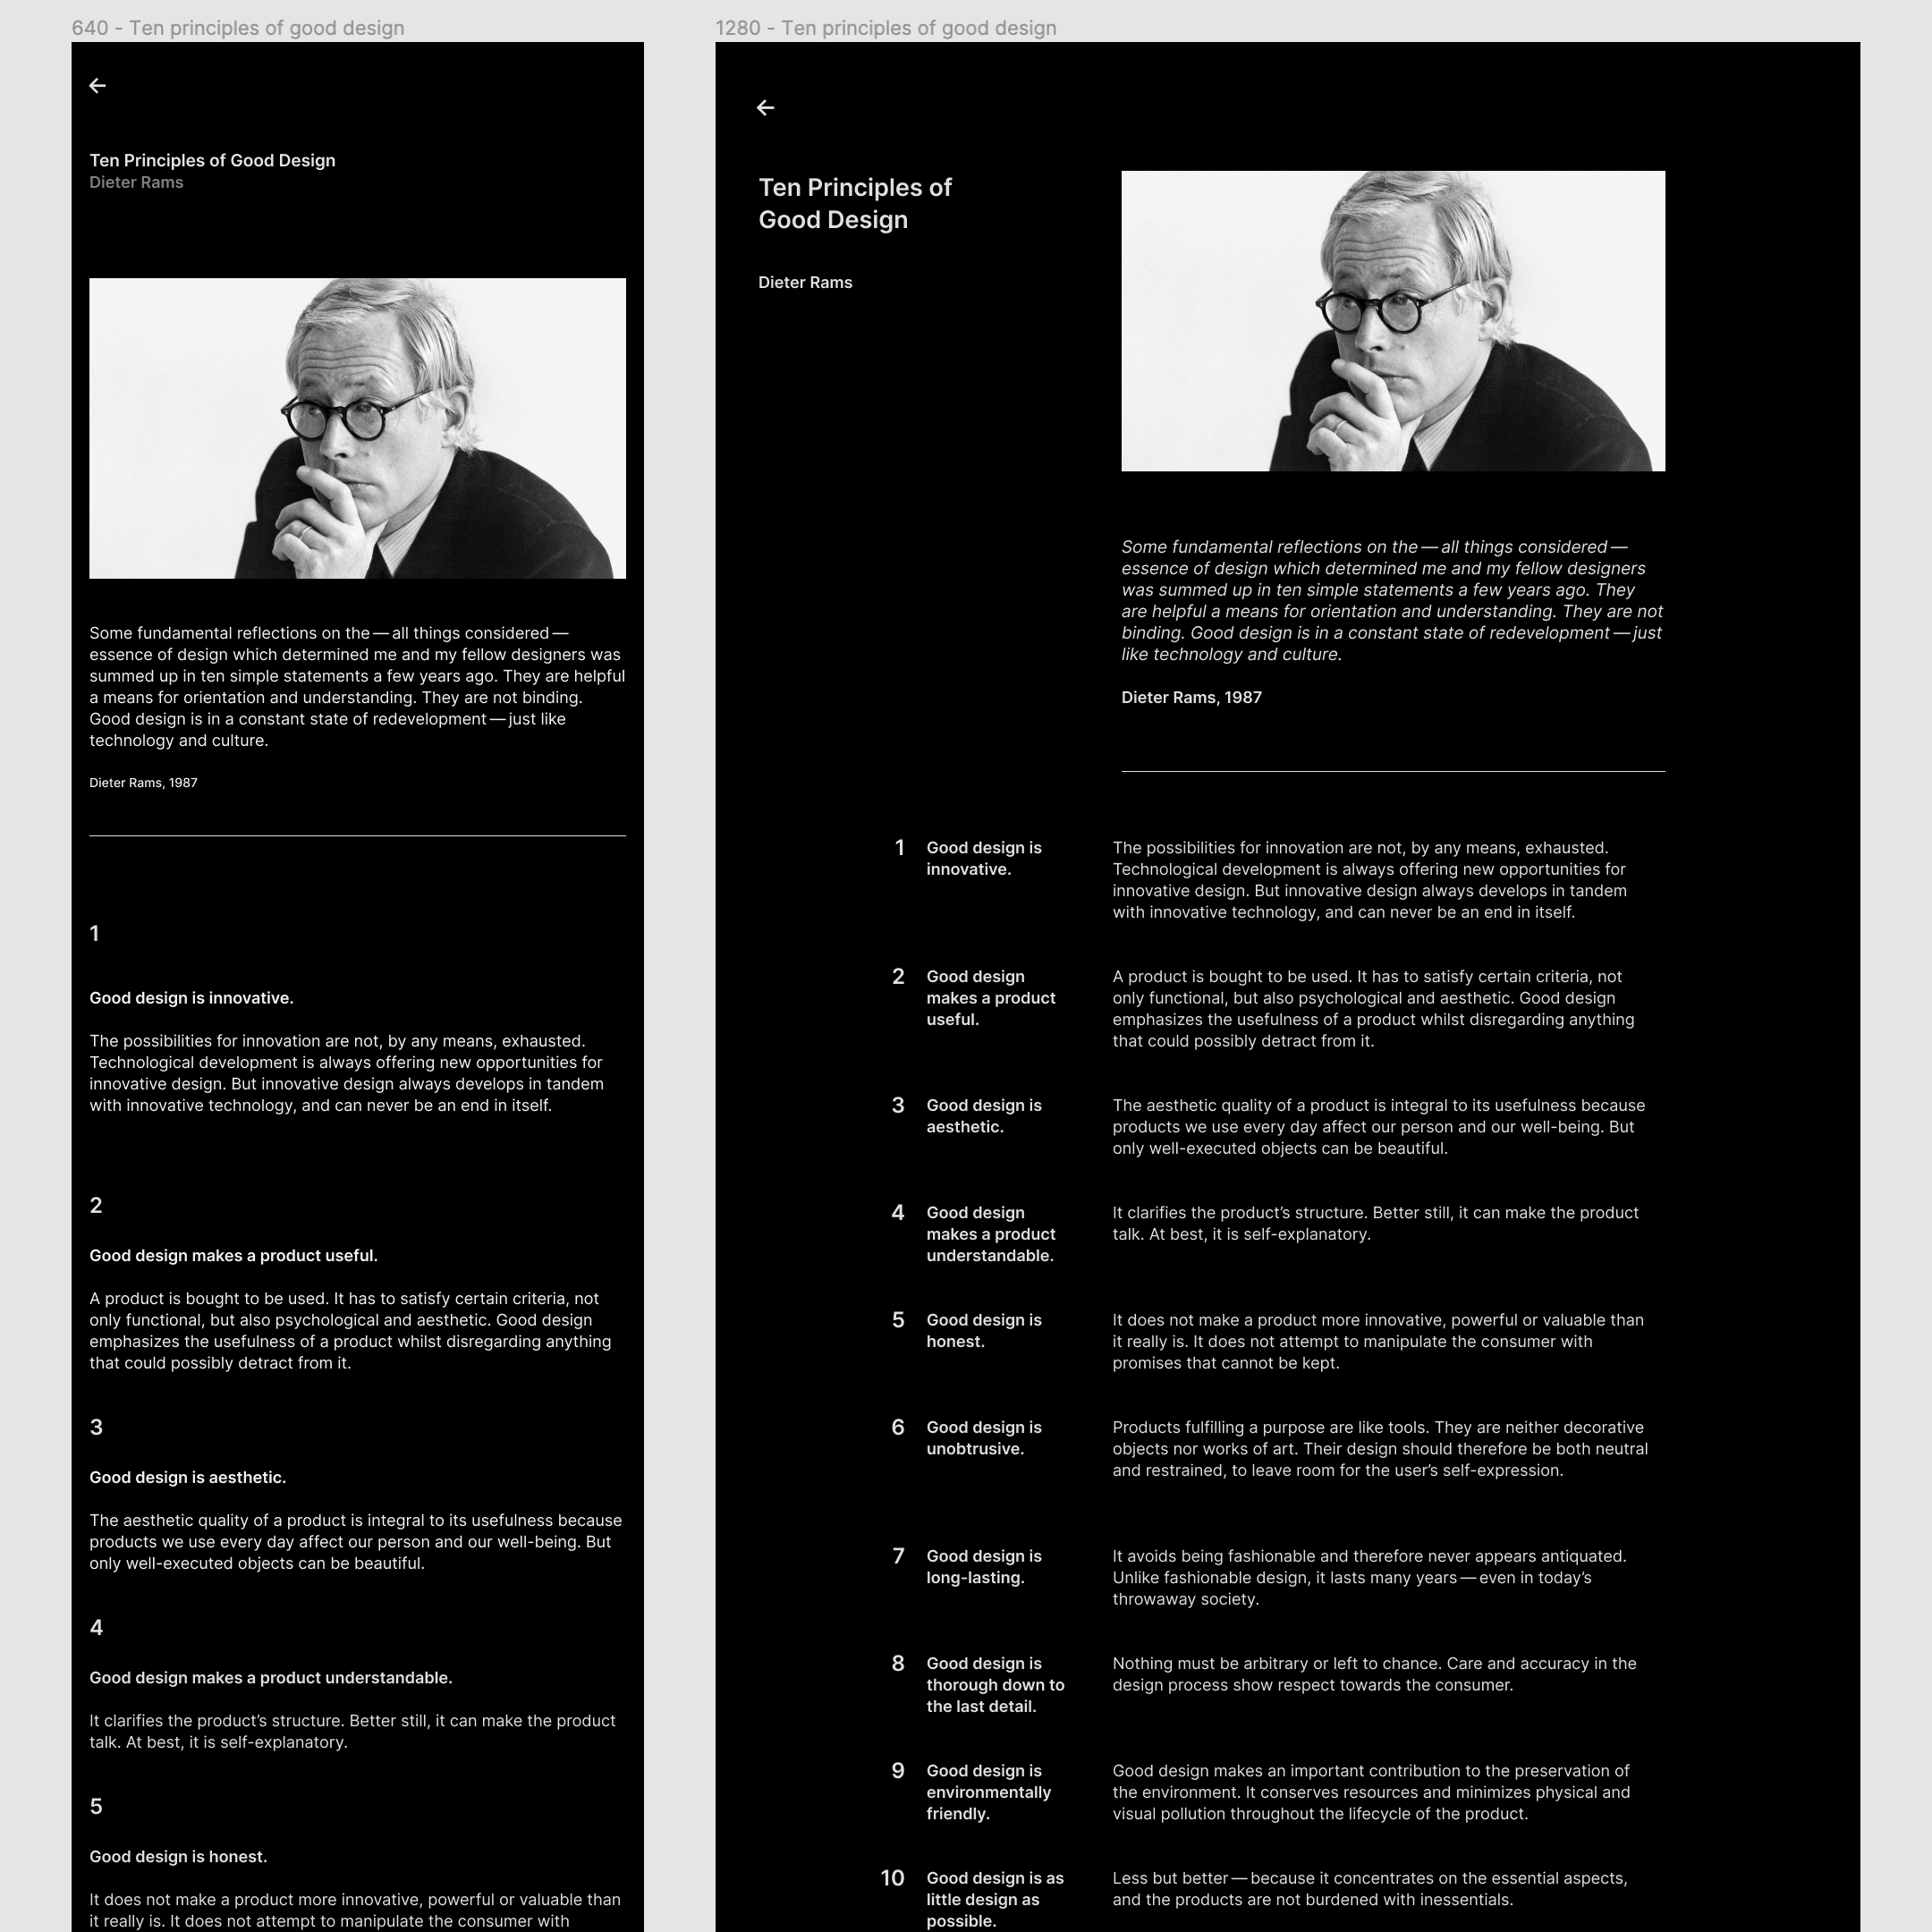 640 - Ten principles of good design
Ten Principles of Good Design
Dieter Rams
Some fundamental reflections on the — all things considered —
essence of design which determined me and my fellow designers was
summed up in ten simple statements a few years ago. They are helpful
a means for orientation and understanding. They are not binding.
Good design is in a constant state of redevelopment — just like
technology and culture.
Dieter Rams, 1987
1
Good design is innovative.
The possibilities for innovation are not, by any means, exhausted.
Technological development is always offering new opportunities for
innovative design. But innovative design always develops in tandem
with innovative technology, and can never be an end in itself.
2
Good design makes a product useful.
A product is bought to be used. It has to satisfy certain criteria, not
only functional, but also psychological and aesthetic. Good design
emphasizes the usefulness of a product whilst disregarding anything
that could possibly detract from it.
3
Good design is aesthetic.
The aesthetic quality of a product is integral to its usefulness because
products we use every day affect our person and our well-being. But
only well-executed objects can be beautiful.
4
Good design makes a product understandable.
It clarifies the product’s structure. Better still, it can make the product
talk. At best, it is self-explanatory.
5
Good design is honest.
It does not make a product more innovative, powerful or valuable than
it really is. It does not attempt to manipulate the consumer with
1280 - Ten principles of good design
Ten Principles of
Good Design
Dieter Rams
Some fundamental reflections on the — all things considered —
essence of design which determined me and my fellow designers
was summed up in ten simple statements a few years ago. They
are helpful a means for orientation and understanding. They are not
binding. Good design is in a constant state of redevelopment — just
like technology and culture.
Dieter Rams, 1987
1
Good design is
innovative.
The possibilities for innovation are not, by any means, exhausted.
Technological development is always offering new opportunities for
innovative design. But innovative design always develops in tandem
with innovative technology, and can never be an end in itself.
2
Good design
makes a product
useful.
A product is bought to be used. It has to satisfy certain criteria, not
only functional, but also psychological and aesthetic. Good design
emphasizes the usefulness of a product whilst disregarding anything
that could possibly detract from it.
3
Good design is
aesthetic.
The aesthetic quality of a product is integral to its usefulness because
products we use every day affect our person and our well-being. But
only well-executed objects can be beautiful.
4
Good design
makes a product
understandable.
It clarifies the product’s structure. Better still, it can make the product
talk. At best, it is self-explanatory.
5
Good design is
honest.
It does not make a product more innovative, powerful or valuable than
it really is. It does not attempt to manipulate the consumer with
promises that cannot be kept.
6
Good design is
unobtrusive.
Products fulfilling a purpose are like tools. They are neither decorative
objects nor works of art. Their design should therefore be both neutral
and restrained, to leave room for the user’s self-expression.
7
Good design is
long-lasting.
It avoids being fashionable and therefore never appears antiquated.
Unlike fashionable design, it lasts many years — even in today’s
throwaway society.
8
Good design is
thorough down to
the last detail.
Nothing must be arbitrary or left to chance. Care and accuracy in the
design process show respect towards the consumer.
9
Good design is
environmentally
friendly.
Good design makes an important contribution to the preservation of
the environment. It conserves resources and minimizes physical and
visual pollution throughout the lifecycle of the product.
10
Good design is as
little design as
possible.
Less but better — because it concentrates on the essential aspects,
and the products are not burdened with inessentials.